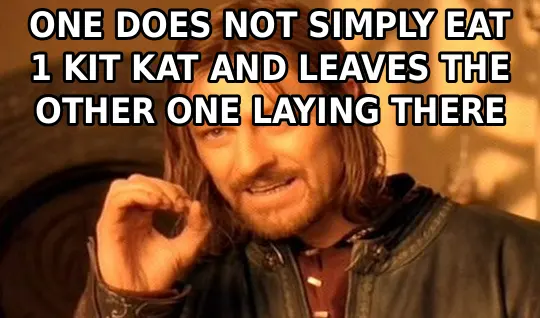 ONE DOES NOT SIMPLY EAT
1 KIT KAT AND LEAVES THE
OTHER ONE LAYING THERE